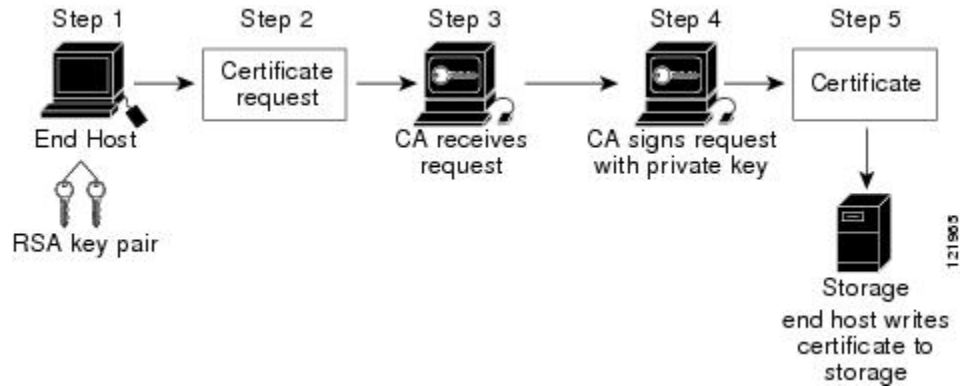 Step 1
Step 2
Step 3
Step 4
Step 5
Certificate
request
Certificate
End Host
CA receives
request
CA signs request
with private key
RSA key pair
Storage
end host writes
certificate to
storage
121965